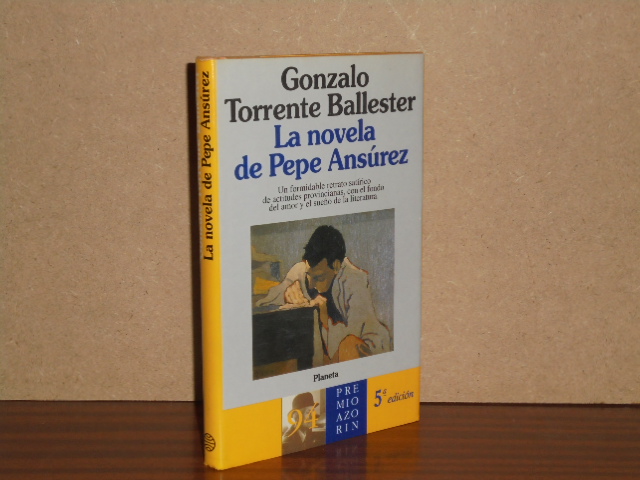 La novela de Pepe Ansúrez
Gonzalo
Torrente Ballester
La novela
de Pepe Ansúrez
Un formidable retrato satírico
de actitudes provincianas, con el fondo
del amor y el sueño de la literatura
Planeta
94
PRE
MIO
AZO
RIN
5ª edición